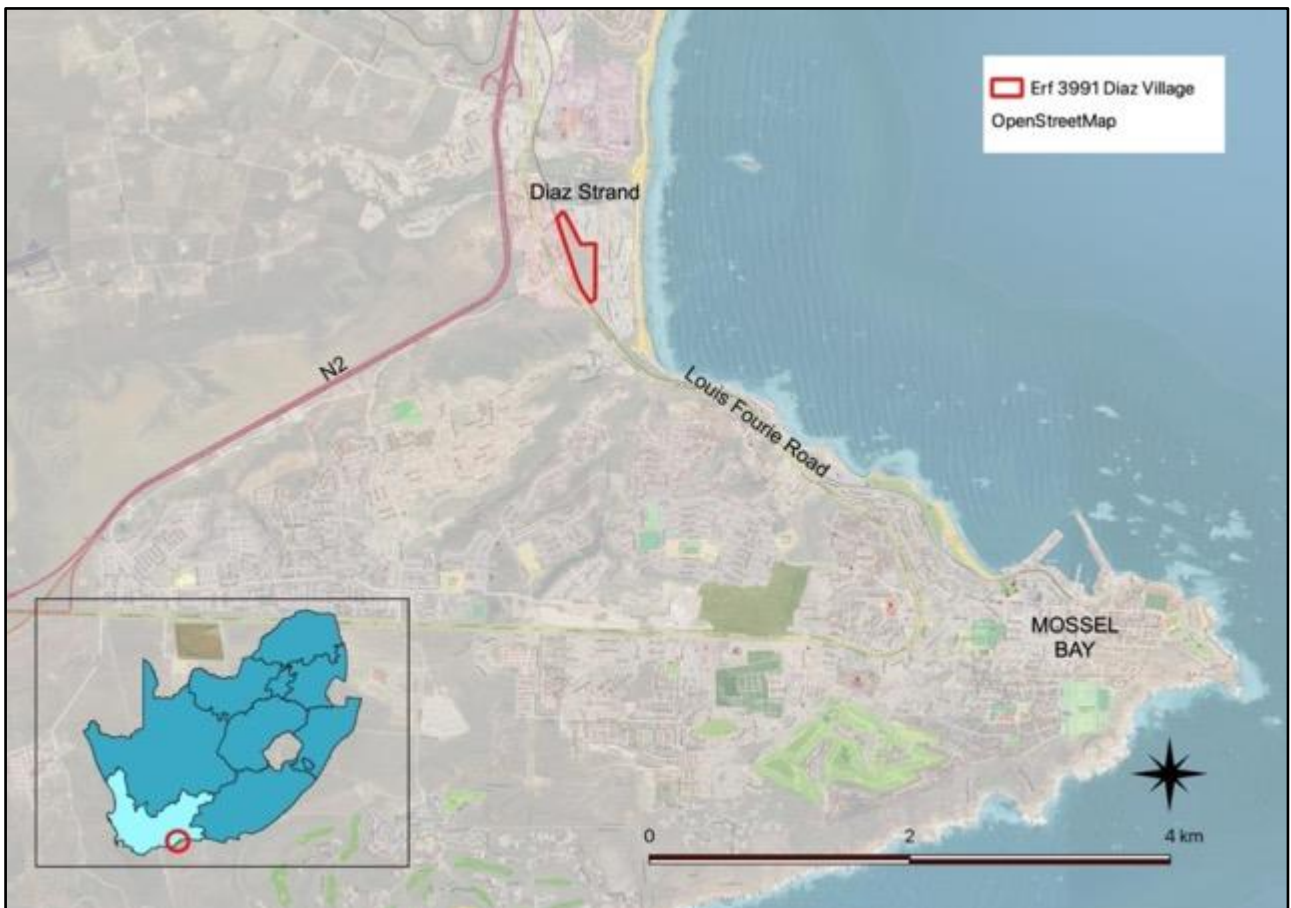 Erf 3991 Diaz Village
OpenStreetMap
Diaz Strand
N2
Louis Fourie Road
MOSSEL
BAY
0
2
4 km